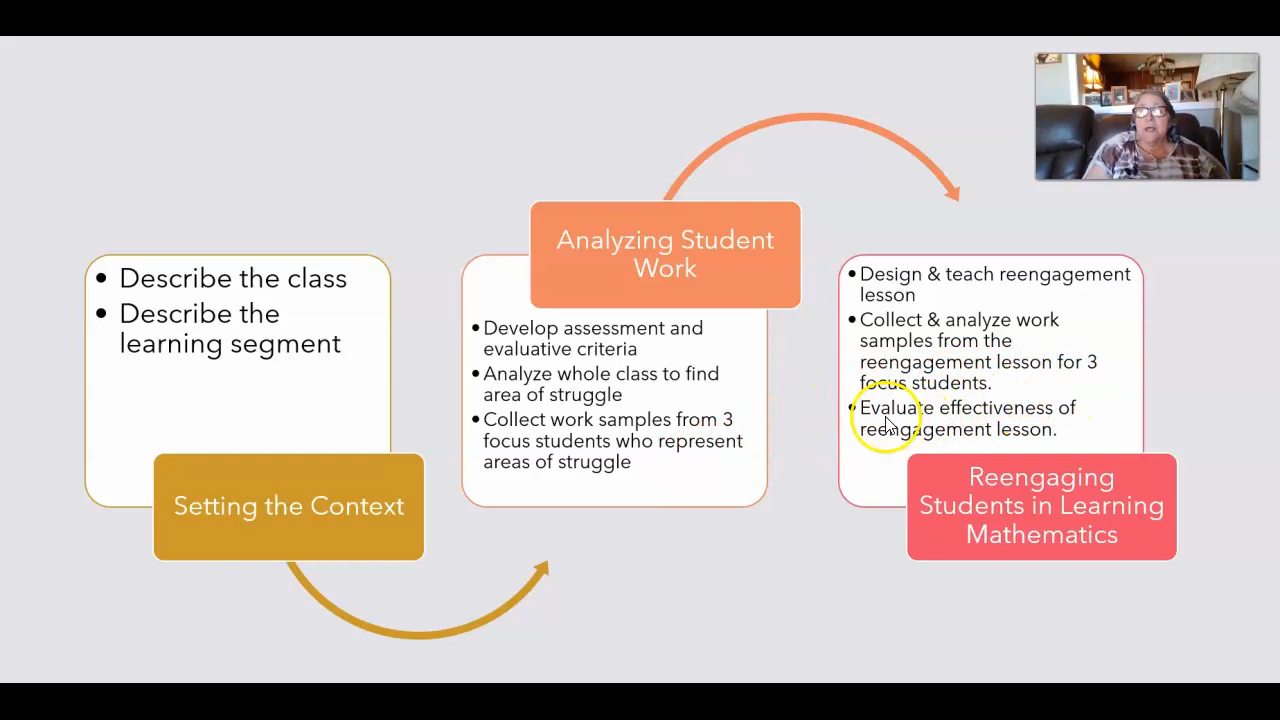 • Describe the class
• Describe the
learning segment
Setting the Context
Analyzing Student
Work
• Develop assessment and
evaluative criteria
• Analyze whole class to find
area of struggle
• Collect work samples from 3
focus students who represent
areas of struggle
• Design & teach reengagement
lesson
• Collect & analyze work
samples from the
reengagement lesson for 3
focus students.
• Evaluate effectiveness of
reengagement lesson.
Reengaging
Students in Learning
Mathematics